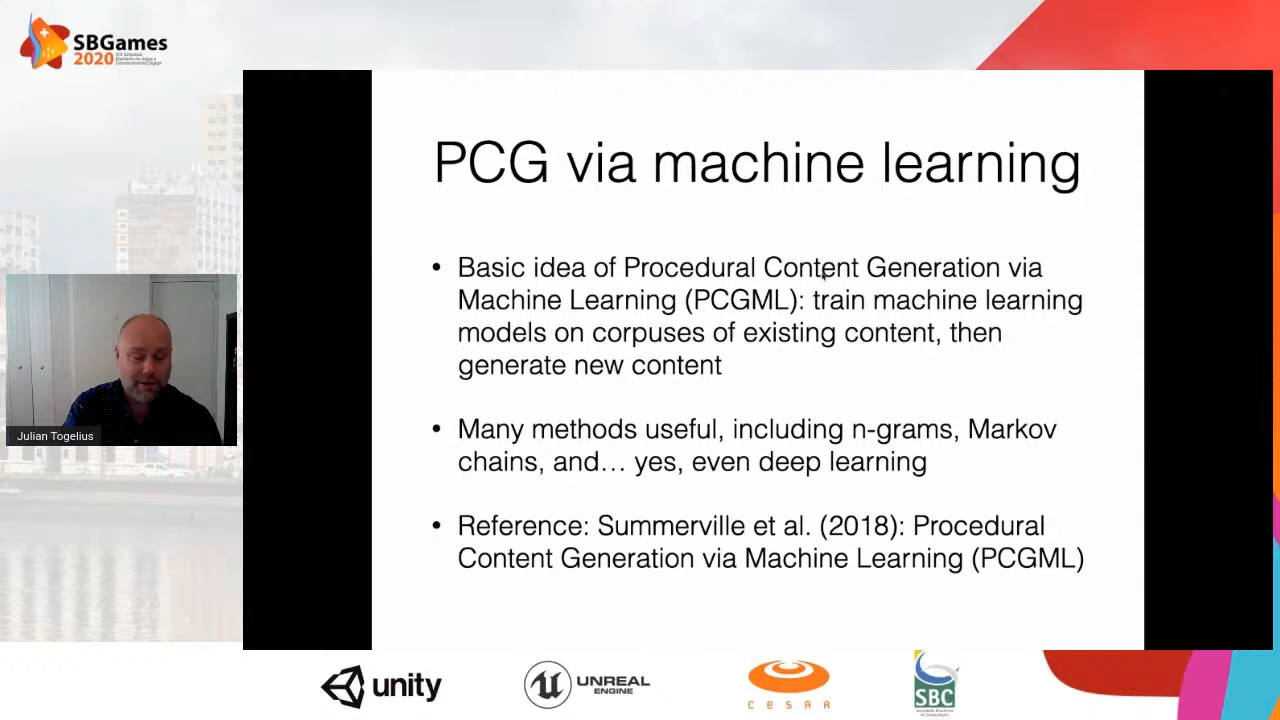 SBGames
2020
PCG via machine learning
• Basic idea of Procedural Content Generation via
Machine Learning (PCGML): train machine learning
models on corpuses of existing content, then
generate new content
• Many methods useful, including n-grams, Markov
chains, and… yes, even deep learning
• Reference: Summerville et al. (2018): Procedural
Content Generation via Machine Learning (PCGML)
Julian Togelius
unity
UNREAL
ENGINE
cesar
SBC